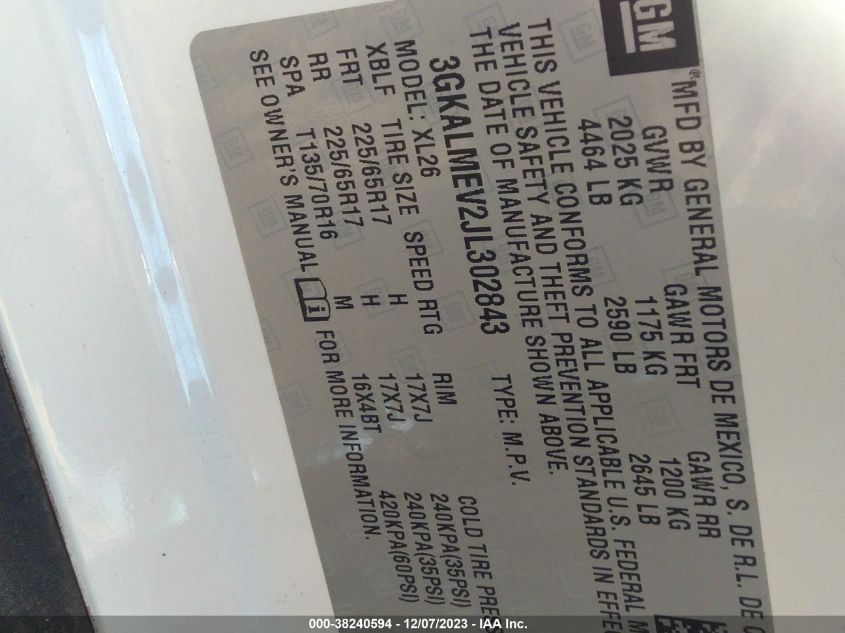 GM
®MFD BY GENERAL MOTORS DE MEXICO, S. DE R.L. DE C
GVWR GAWR FRT GAWR RR
2025 KG 1175 KG 1200 KG
4464 LB 2590 LB 2645 LB
THIS VEHICLE CONFORMS TO ALL APPLICABLE U.S. FEDERAL M
VEHICLE SAFETY AND THEFT PREVENTION STANDARDS IN EFFE
THE DATE OF MANUFACTURE SHOWN ABOVE.
3GKALMEV2JL302843 TYPE: M.P.V.
MODEL: XL26
XBLF TIRE SIZE SPEED RTG RIM COLD TIRE PRES
FRT 225/65R17 H 17X7J 240KPA(35PSI)
RR 225/65R17 H 17X7J 240KPA(35PSI)
SPA T135/70R16 M 16X4BT 420KPA(60PSI)
SEE OWNER'S MANUAL i FOR MORE INFORMATION.
000-38240594 - 12/07/2023 - IAA Inc.